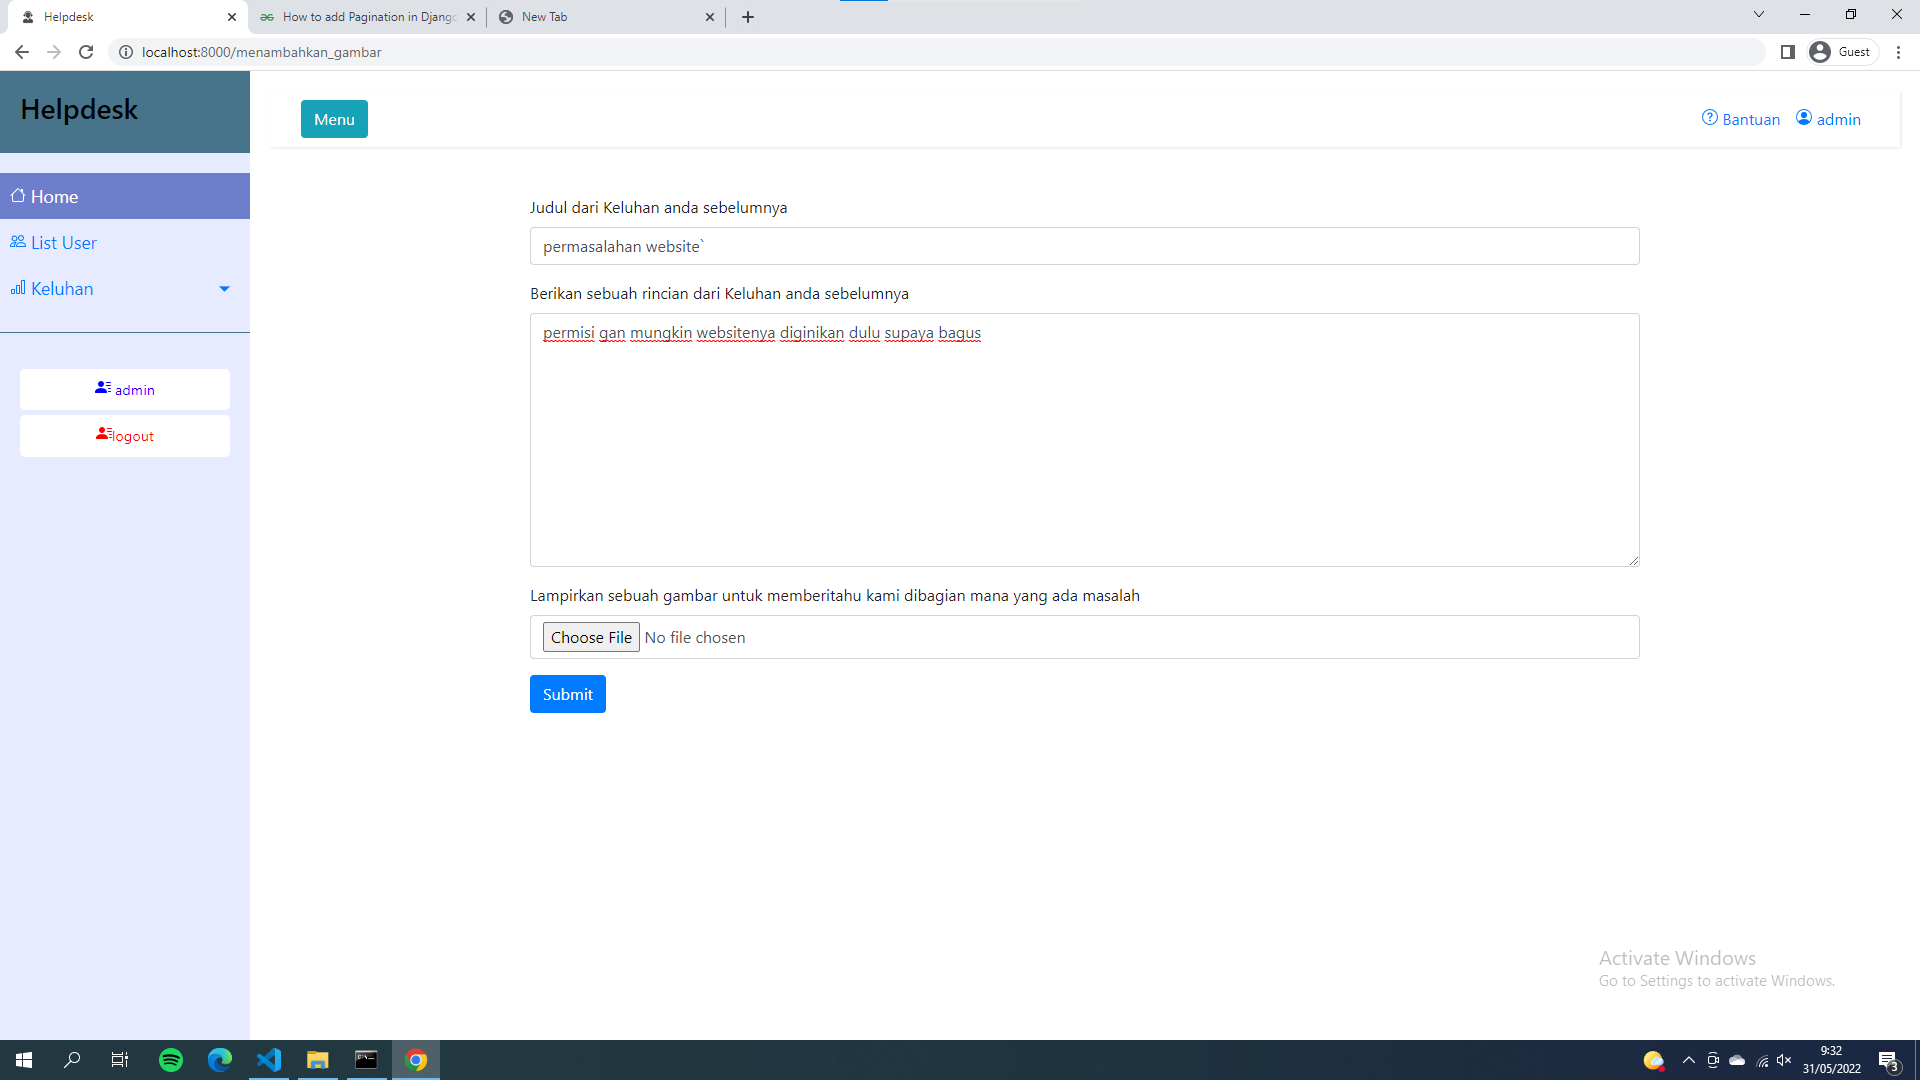 Helpdesk
How to add Pagination in Django
New Tab
localhost:8000/menambahkan_gambar
Guest
Helpdesk
Menu
Bantuan
admin
Home
List User
Keluhan
admin
logout
Judul dari Keluhan anda sebelumnya
permasalahan website`
Berikan sebuah rincian dari Keluhan anda sebelumnya
permisi gan mungkin websitenya diginikan dulu supaya bagus
Lampirkan sebuah gambar untuk memberitahu kami dibagian mana yang ada masalah
Choose File No file chosen
Submit
Activate Windows
Go to Settings to activate Windows.
9:32
31/05/2022
3